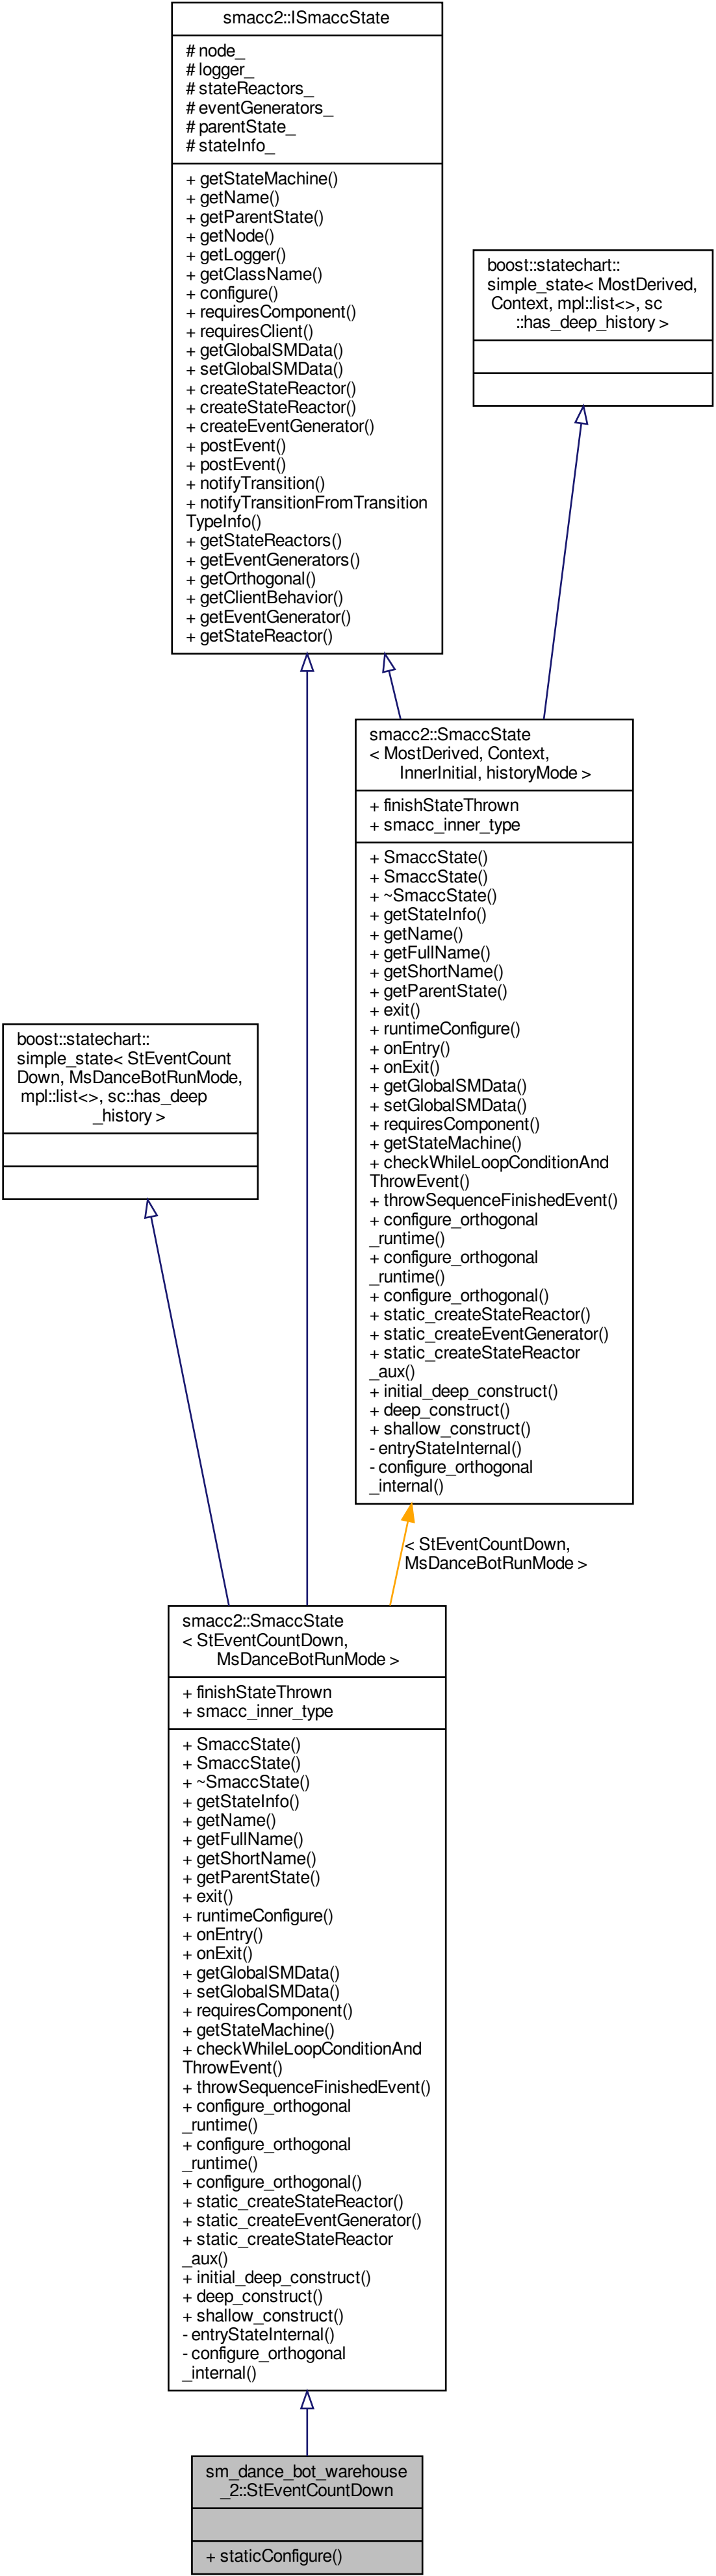 smacc2::ISmaccState
# node_
# logger_
# stateReactors_
# eventGenerators_
# parentState_
# stateInfo_
+ getStateMachine()
+ getName()
+ getParentState()
+ getNode()
+ getLogger()
+ getClassName()
+ configure()
+ requiresComponent()
+ requiresClient()
+ getGlobalSMData()
+ setGlobalSMData()
+ createStateReactor()
+ createStateReactor()
+ createEventGenerator()
+ postEvent()
+ postEvent()
+ notifyTransition()
+ notifyTransitionFromTransition
TypeInfo()
+ getStateReactors()
+ getEventGenerators()
+ getOrthogonal()
+ getClientBehavior()
+ getEventGenerator()
+ getStateReactor()
boost::statechart::
simple_state< MostDerived,
Context, mpl::list<>, sc
::has_deep_history >
smacc2::SmaccState
< MostDerived, Context,
InnerInitial, historyMode >
+ finishStateThrown
+ smacc_inner_type
+ SmaccState()
+ SmaccState()
+ ~SmaccState()
+ getStateInfo()
+ getName()
+ getFullName()
+ getShortName()
+ getParentState()
+ exit()
+ runtimeConfigure()
+ onEntry()
+ onExit()
+ getGlobalSMData()
+ setGlobalSMData()
+ requiresComponent()
+ getStateMachine()
+ checkWhileLoopConditionAnd
ThrowEvent()
+ throwSequenceFinishedEvent()
+ configure_orthogonal
_runtime()
+ configure_orthogonal
_runtime()
+ configure_orthogonal()
+ static_createStateReactor()
+ static_createEventGenerator()
+ static_createStateReactor
_aux()
+ initial_deep_construct()
+ deep_construct()
+ shallow_construct()
- entryStateInternal()
- configure_orthogonal
_internal()
boost::statechart::
simple_state< StEventCount
Down, MsDanceBotRunMode,
mpl::list<>, sc::has_deep
_history >
< StEventCountDown,
MsDanceBotRunMode >
smacc2::SmaccState
< StEventCountDown,
MsDanceBotRunMode >
+ finishStateThrown
+ smacc_inner_type
+ SmaccState()
+ SmaccState()
+ ~SmaccState()
+ getStateInfo()
+ getName()
+ getFullName()
+ getShortName()
+ getParentState()
+ exit()
+ runtimeConfigure()
+ onEntry()
+ onExit()
+ getGlobalSMData()
+ setGlobalSMData()
+ requiresComponent()
+ getStateMachine()
+ checkWhileLoopConditionAnd
ThrowEvent()
+ throwSequenceFinishedEvent()
+ configure_orthogonal
_runtime()
+ configure_orthogonal
_runtime()
+ configure_orthogonal()
+ static_createStateReactor()
+ static_createEventGenerator()
+ static_createStateReactor
_aux()
+ initial_deep_construct()
+ deep_construct()
+ shallow_construct()
- entryStateInternal()
- configure_orthogonal
_internal()
sm_dance_bot_warehouse
_2::StEventCountDown
+ staticConfigure()